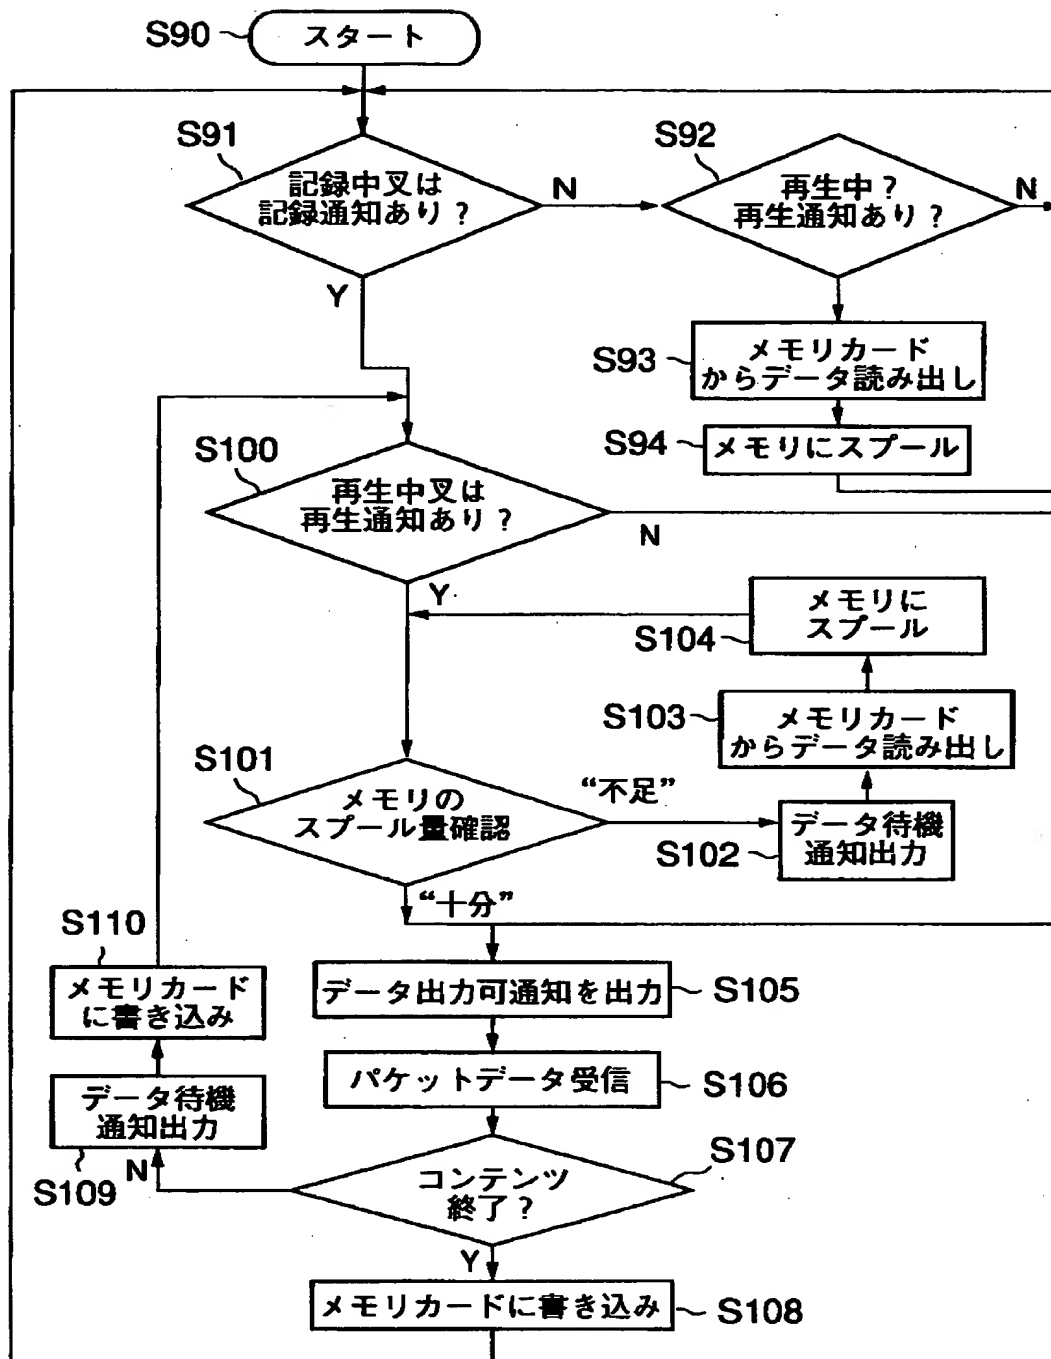 S90
スタート
S91
記録中叉は
記録通知あり?
N
Y
S92
再生中?
再生通知あり?
N
S93
メモリカード
からデータ読み出し
S94
メモリにスプール
S100
再生中叉は
再生通知あり?
N
Y
S104
メモリに
スプール
S103
メモリカード
からデータ読み出し
S101
メモリの
スプール量確認
“不足”
S102
データ待機
通知出力
“十分”
S110
メモリカード
に書き込み
データ出力可通知を出力
S105
パケットデータ受信
S106
データ待機
通知出力
S109
N
コンテンツ
終了?
S107
Y
メモリカードに書き込み
S108